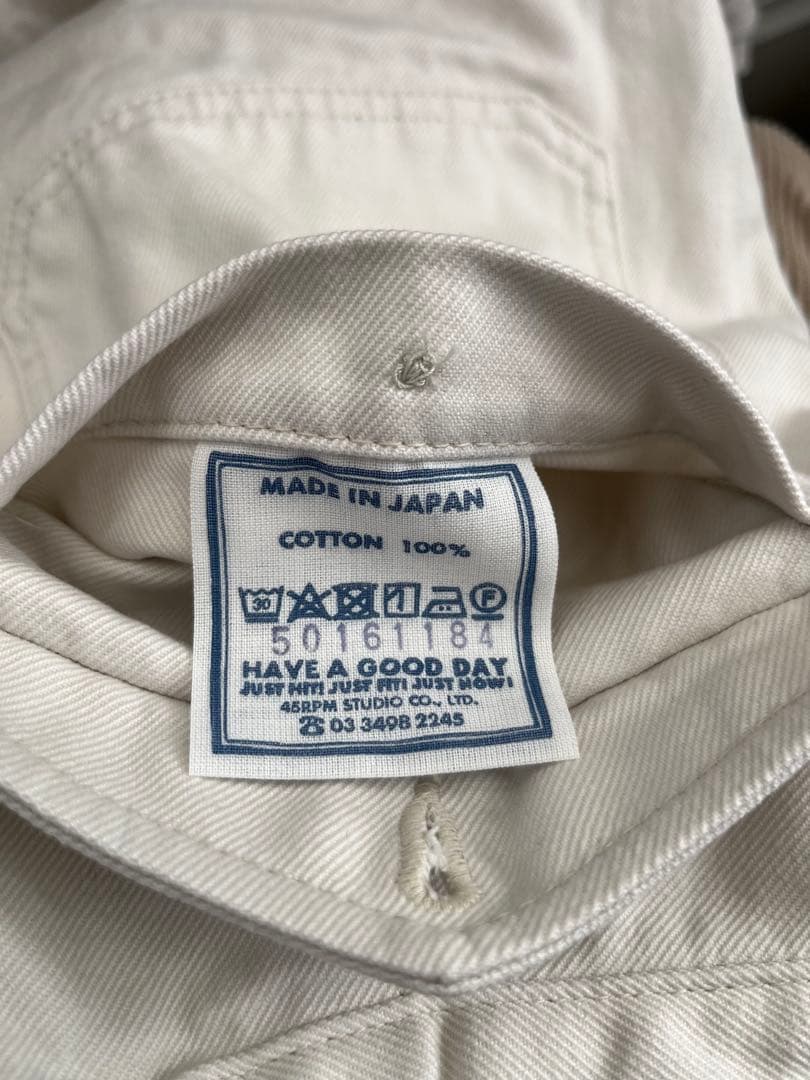 MADE IN JAPAN
COTTON 100%
30 F
50161184
HAVE A GOOD DAY
JUST HIT! JUST FIT! JUST NOW!
45RPM STUDIO CO., LTD.
☎ 03 3498 2245